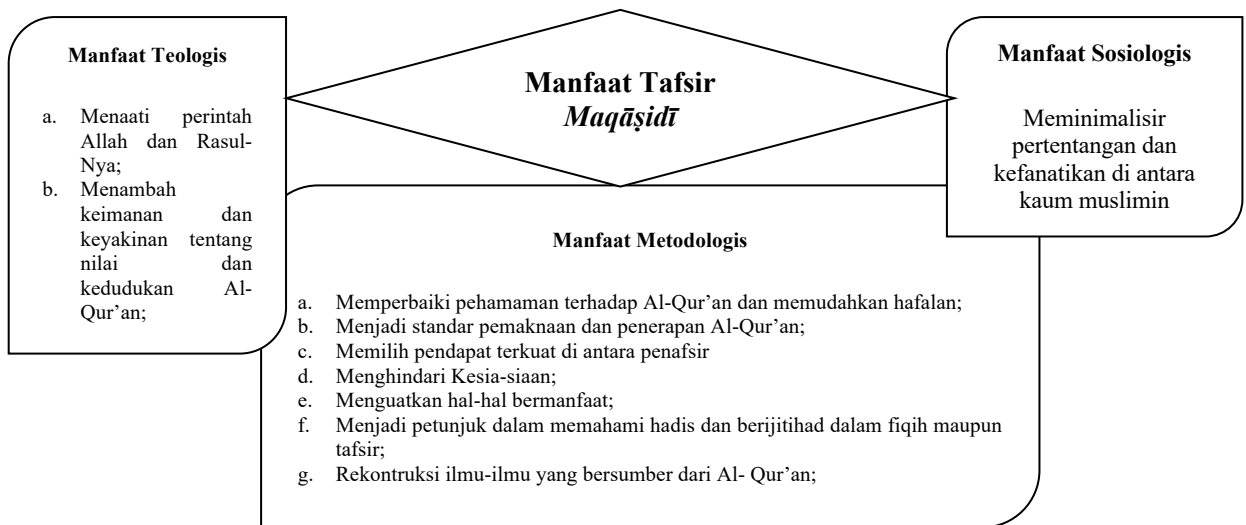 Manfaat Teologis
a. Menaati perintah
Allah dan Rasul-
Nya;
b. Menambah
keimanan dan
keyakinan tentang
nilai dan
kedudukan Al-
Qur’an;
Manfaat Tafsir
Maqāṣidī
Manfaat Sosiologis
Meminimalisir
pertentangan dan
kefanatikan di antara
kaum muslimin
Manfaat Metodologis
a. Memperbaiki pehamaman terhadap Al-Qur’an dan memudahkan hafalan;
b. Menjadi standar pemaknaan dan penerapan Al-Qur’an;
c. Memilih pendapat terkuat di antara penafsir
d. Menghindari Kesia-siaan;
e. Menguatkan hal-hal bermanfaat;
f. Menjadi petunjuk dalam memahami hadis dan berijitihad dalam fiqih maupun
tafsir;
g. Rekontruksi ilmu-ilmu yang bersumber dari Al- Qur’an;